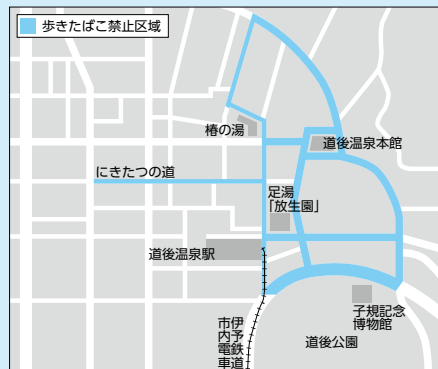 歩きたばこ禁止区域
椿の湯
道後温泉本館
にきたつの道
足湯
「放生園」
道後温泉駅
子規記念
博物館
伊予鉄道
市内電車
道後公園